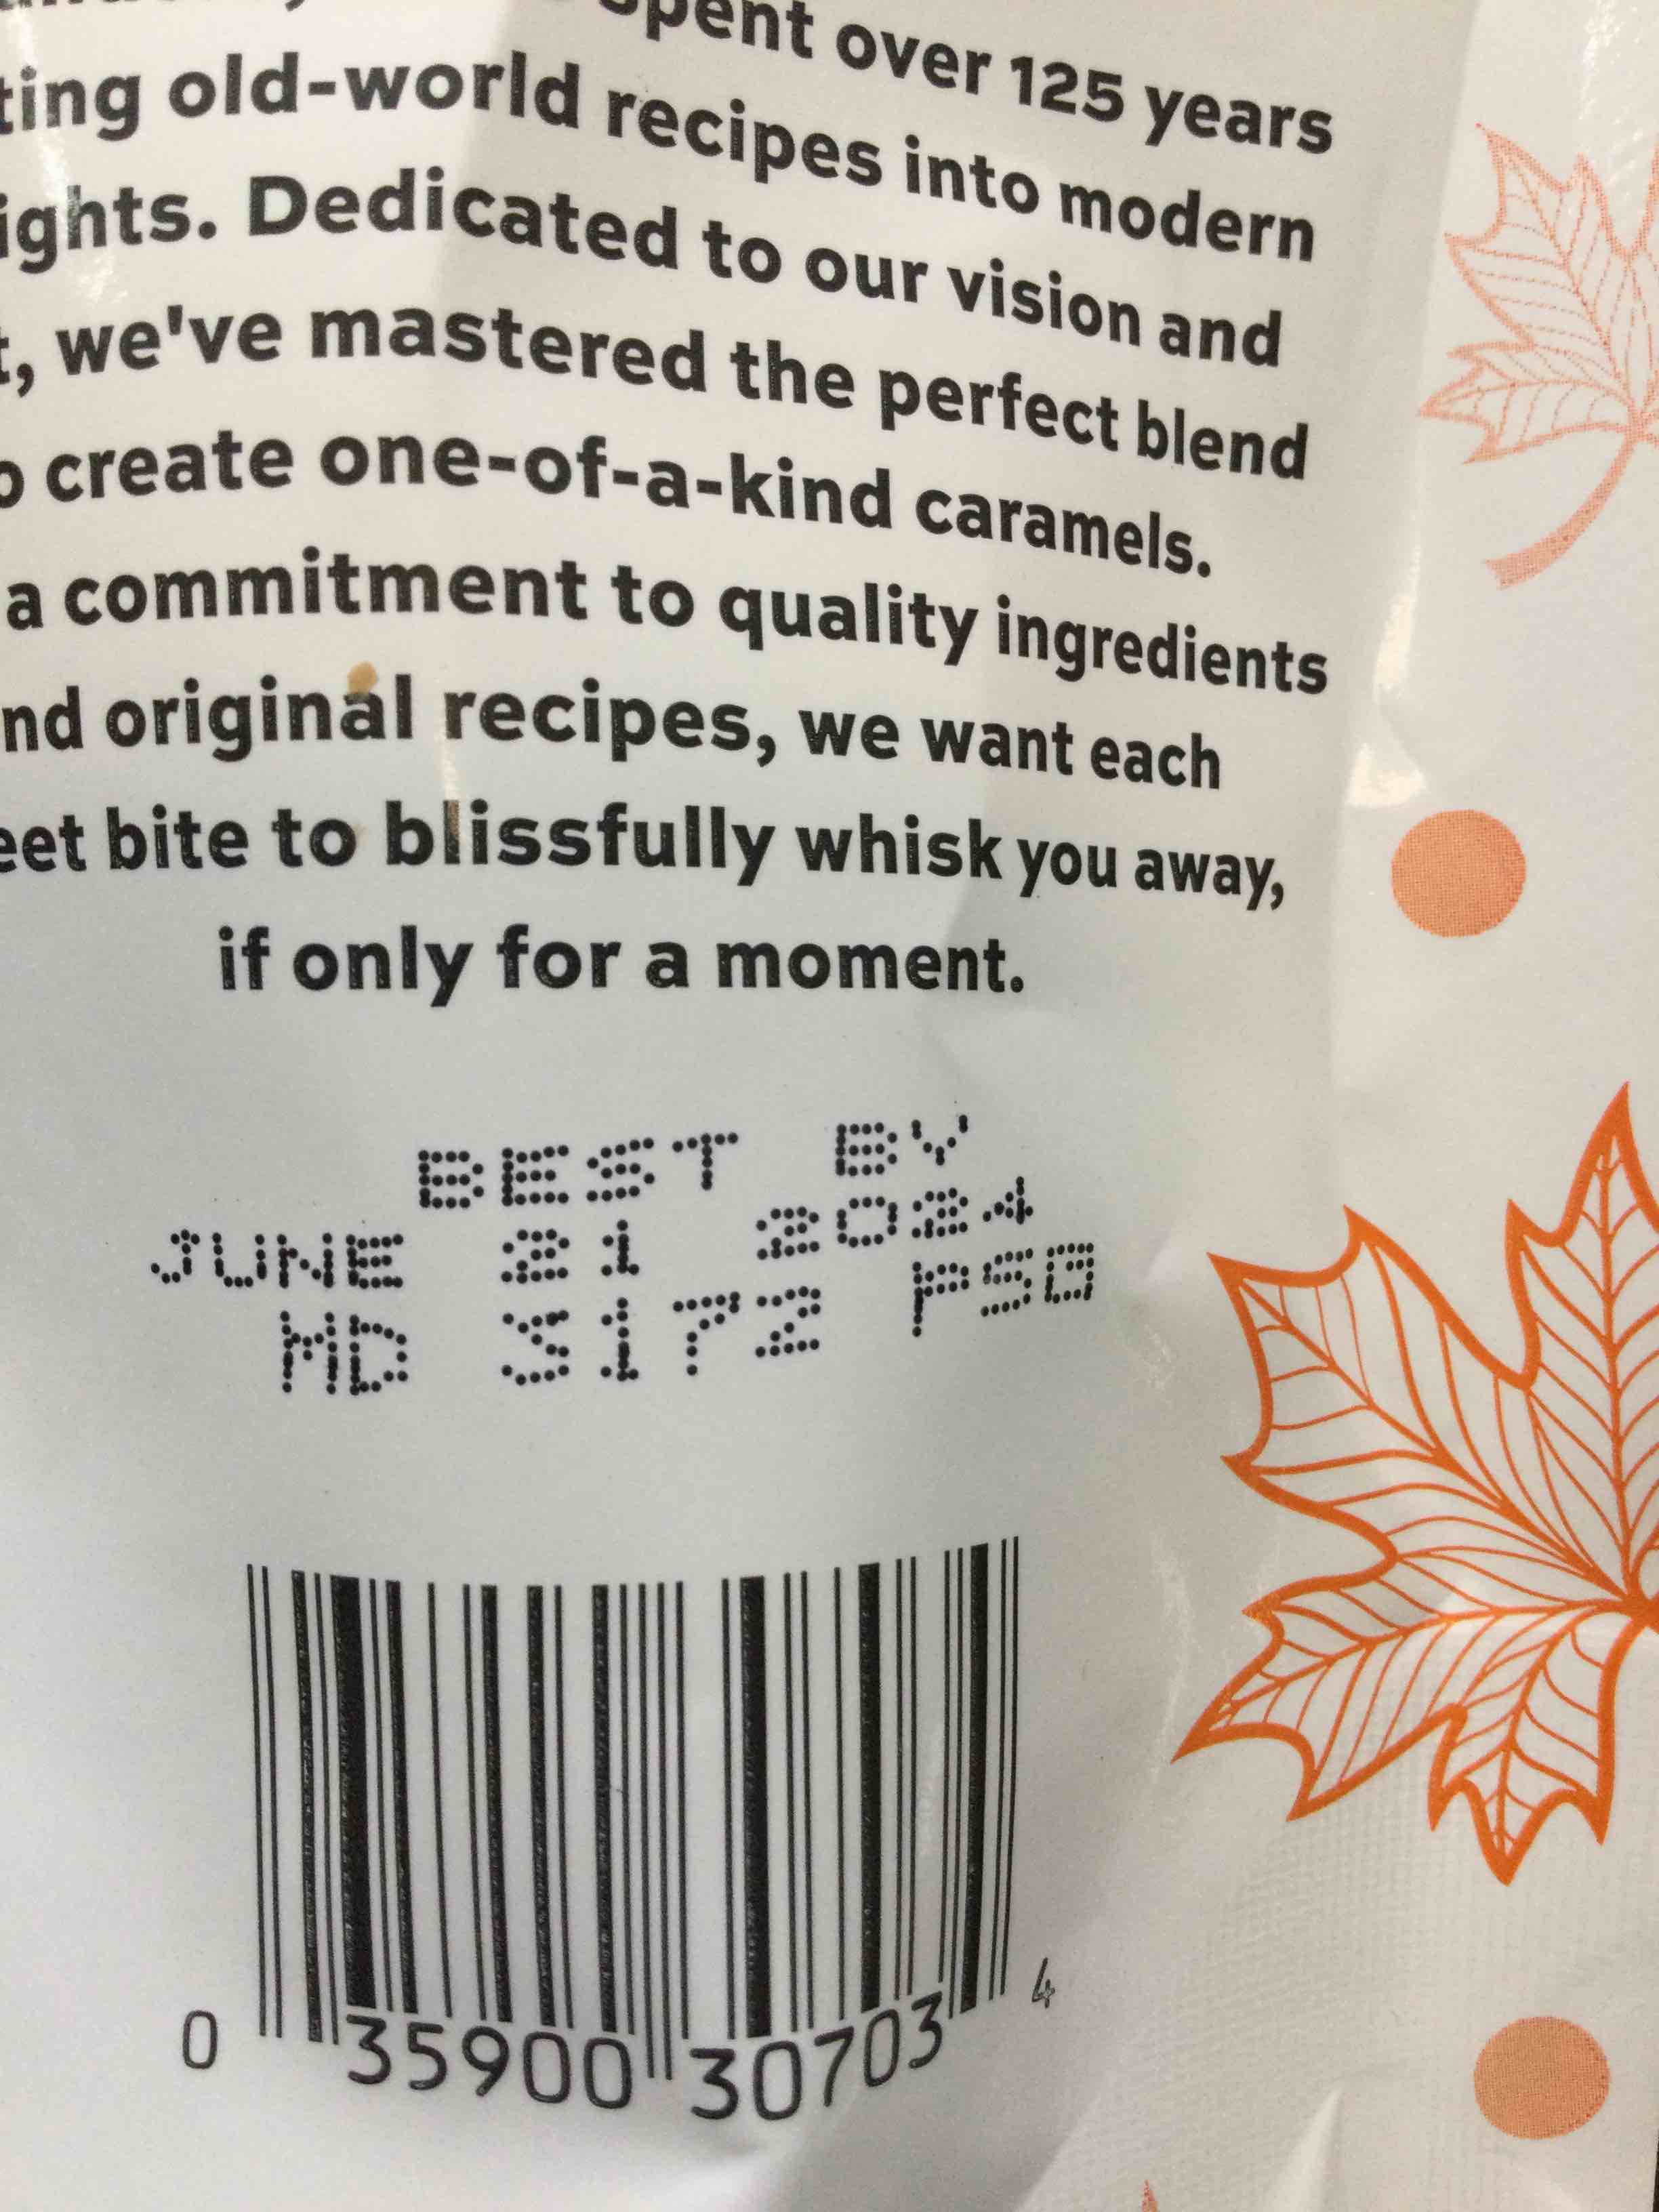 spent over 125 years
ting old-world recipes into modern
ights. Dedicated to our vision and
t, we've mastered the perfect blend
o create one-of-a-kind caramels.
a commitment to quality ingredients
nd original recipes, we want each
eet bite to blissfully whisk you away,
if only for a moment.
BEST BY
JUNE 21 2024
MD 3172 PS0
0 35900 30703 4